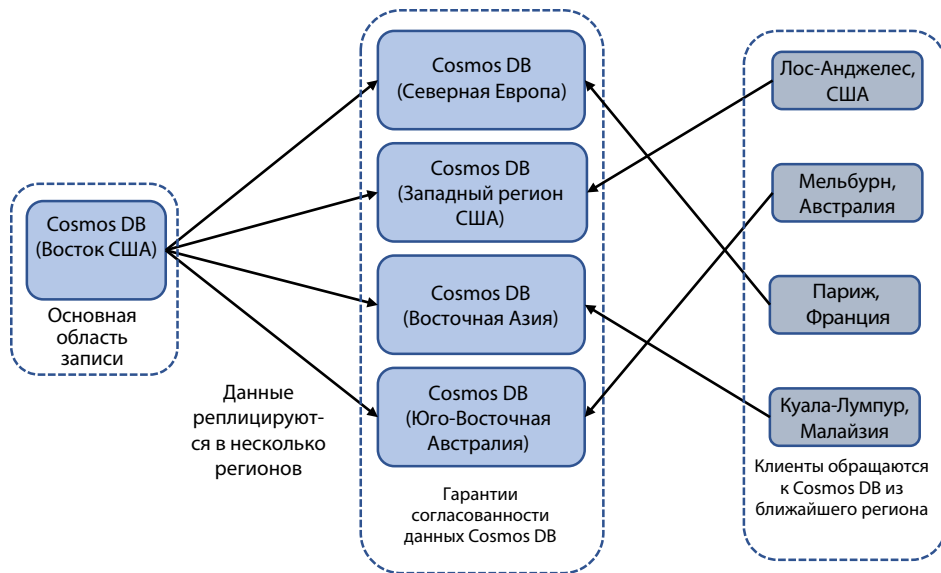 Cosmos DB
(Восток США)
Основная
область
записи
Данные
реплицируют-
ся в несколько
регионов
Cosmos DB
(Северная Европа)
Cosmos DB
(Западный регион
США)
Cosmos DB
(Восточная Азия)
Cosmos DB
(Юго-Восточная
Австралия)
Гарантии
согласованности
данных Cosmos DB
Лос-Анджелес,
США
Мельбурн,
Австралия
Париж,
Франция
Куала-Лумпур,
Малайзия
Клиенты обращаются
к Cosmos DB из
ближайшего региона